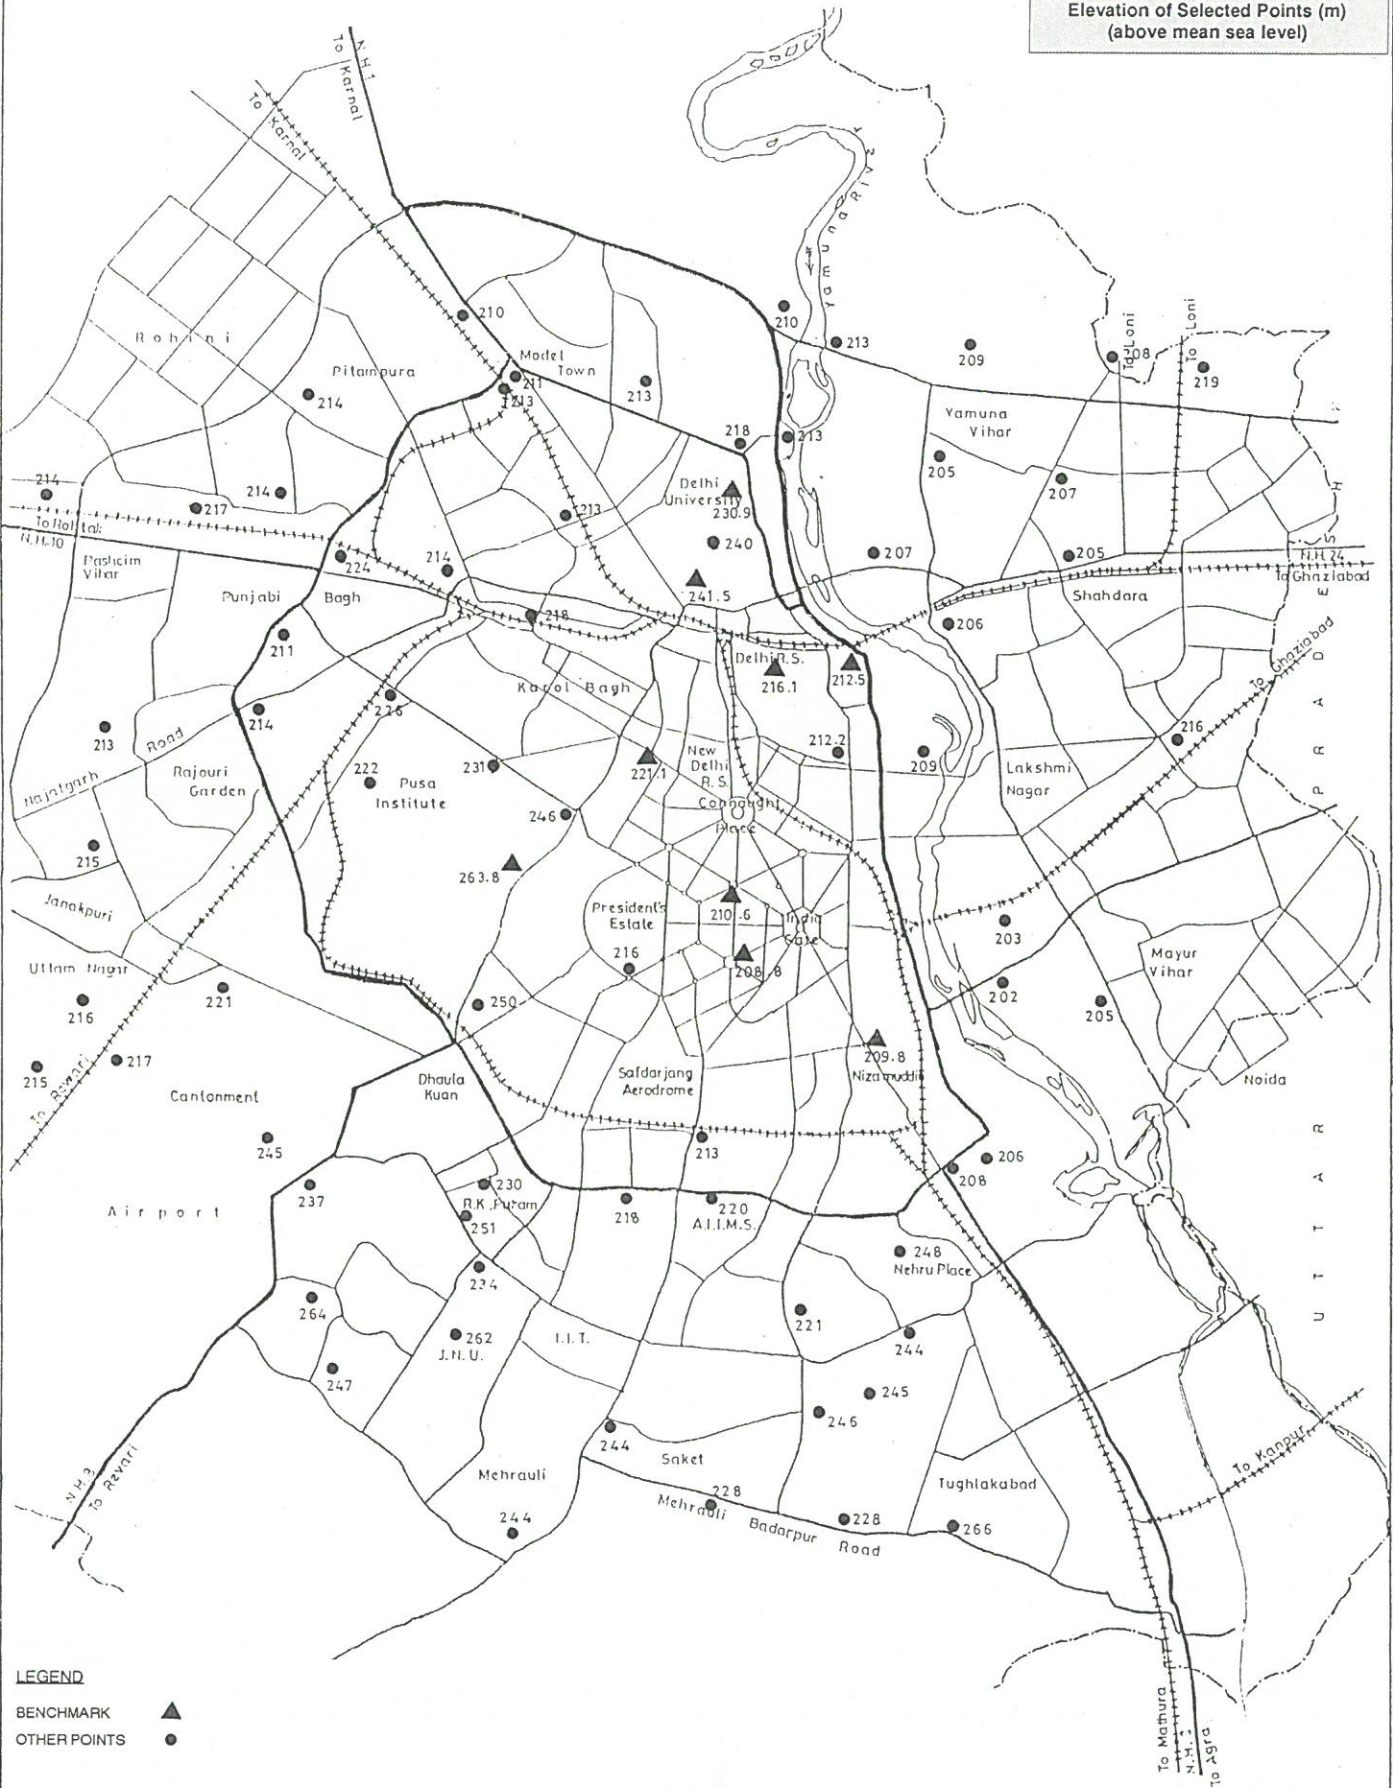 Elevation of Selected Points (m)
(above mean sea level)
To
N.H.1
Karnal
To
Karnal
Yamuna River
Rohini
Pitampura
Model
Town
210
211
213
214
213
210
213
209
208
To Loni
To Loni
219
Yamuna
Vihar
218
213
205
207
214
217
214
213
Delhi
University
230.9
240
241.5
207
205
N.H. 24
To Ghaziabad
To Rohtak
N.H.10
Paschim
Vihar
224
214
Punjabi
Bagh
218
Shahdara
206
To Ghaziabad
211
226
214
213
Karol Bagh
Delhi R.S.
216.1
212.5
212.2
209
216
Lakshmi
Nagar
Najafgarh
Road
Rajouri
Garden
222
Pusa
Institute
231
221.1
New
Delhi
R.S.
Connaught
Place
246
263.8
215
Janakpuri
President's
Estate
216
210.6
India
Gate
208.8
203
202
205
Mayur
Vihar
Uttam Nagar
216
221
250
215
217
To Rewari
Cantonment
Dhaula
Kuan
Safdarjang
Aerodrome
209.8
Nizamuddin
Noida
UTTAR
PRADESH
245
237
Airport
230
R.K. Puram
251
234
213
218
220
A.I.I.M.S.
208
206
248
Nehru Place
264
262
J.N.U.
I.I.T.
221
244
247
245
246
244
Saket
Mehrauli
244
228
Mehrauli
Badarpur
Road
228
Tughlakabad
266
To Kanpur
N.H.8
To Revari
To Mathura
N.H. 2
To Agra
LEGEND
BENCHMARK
OTHER POINTS